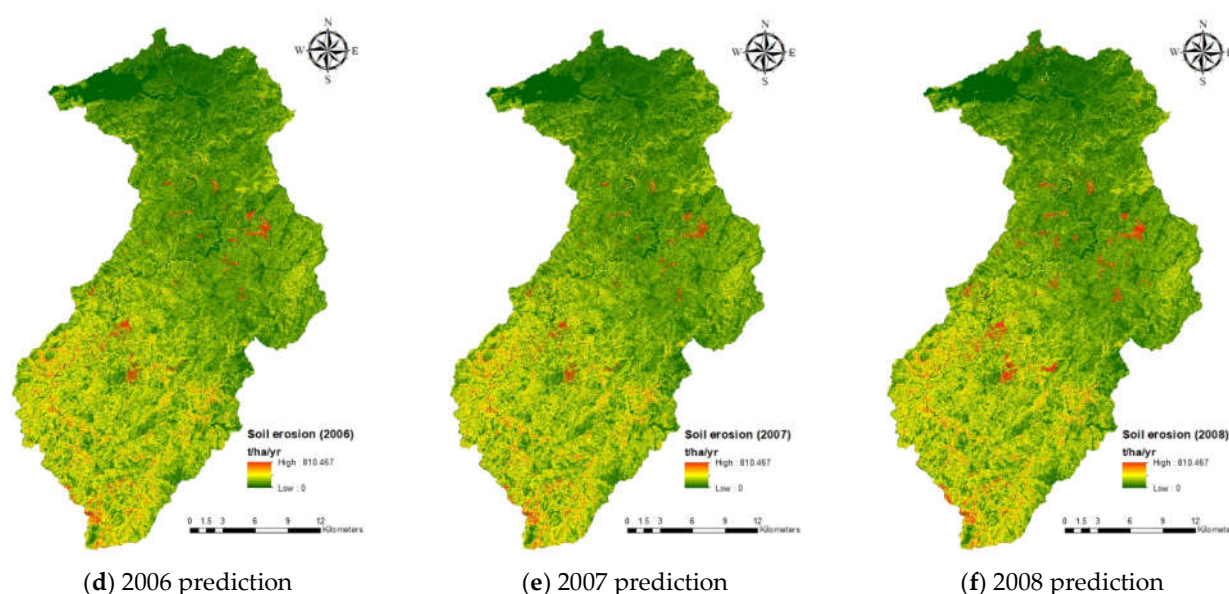 N
W E
S
Soil erosion (2006)
t/ha/yr
High : 810.467
Low : 0
0 1.5 3 6 9 12
Kilometers
(d) 2006 prediction
N
W E
S
Soil erosion (2007)
t/ha/yr
High : 810.467
Low : 0
0 1.5 3 6 9 12
Kilometers
(e) 2007 prediction
N
W E
S
Soil erosion (2008)
t/ha/yr
High : 810.467
Low : 0
0 1.5 3 6 9 12
Kilometers
(f) 2008 prediction